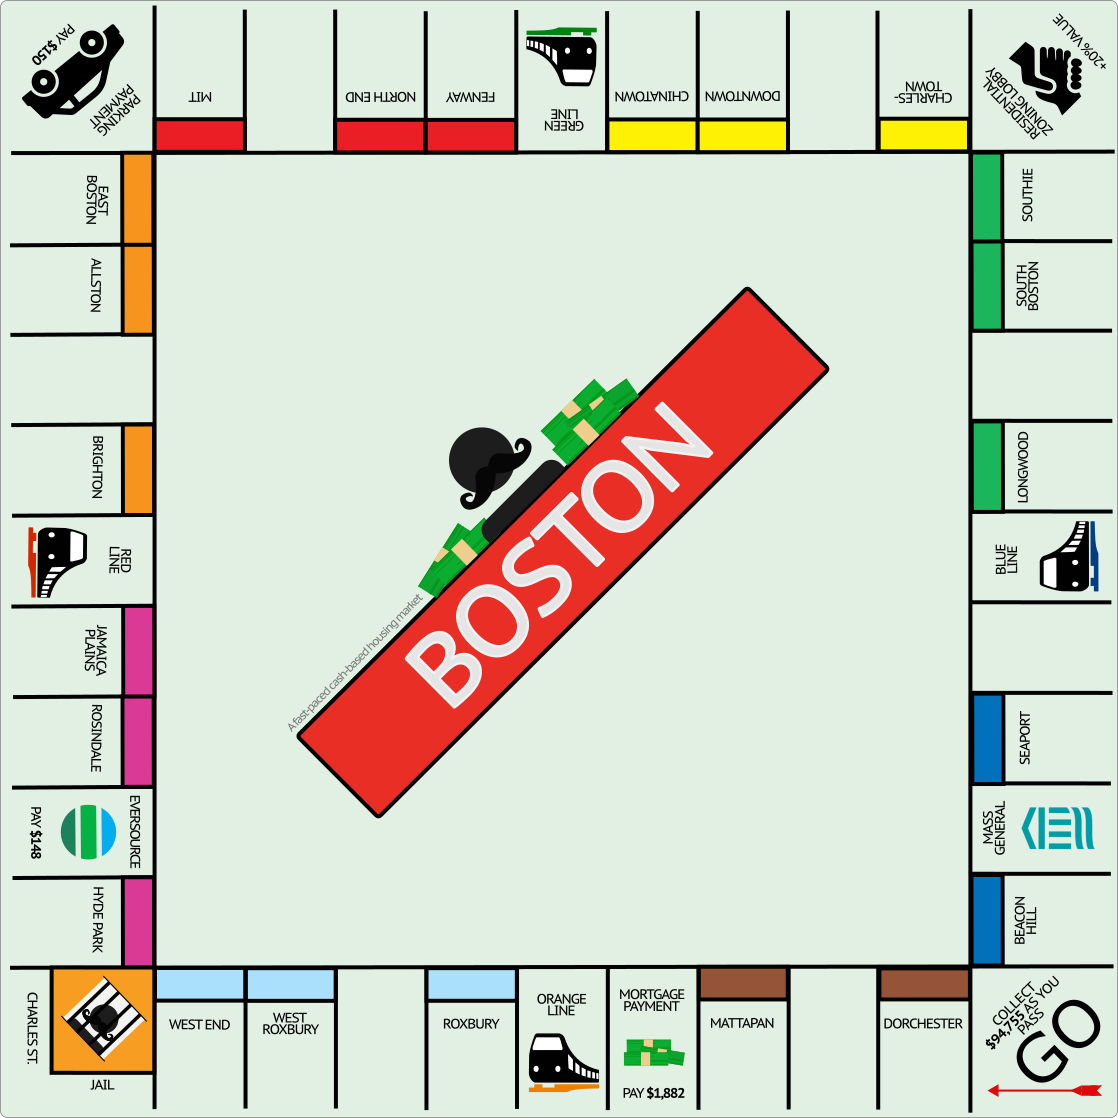 PAY $150
PARKING
PAYMENT
MIT
NORTH END
FENWAY
GREEN
LINE
CHINATOWN
DOWNTOWN
CHARLES-
TOWN
+20% VALUE
RESIDENTIAL
ZONING LOBBY
EAST
BOSTON
ALLSTON
BRIGHTON
RED
LINE
JAMAICA
PLAINS
ROSINDALE
EVERSOURCE
PAY $148
HYDE PARK
SOUTHIE
SOUTH
BOSTON
LONGWOOD
BLUE
LINE
SEAPORT
MASS
GENERAL
BEACON
HILL
A fast-paced cash-based housing market
BOSTON
CHARLES ST.
JAIL
WEST END
WEST
ROXBURY
ROXBURY
ORANGE
LINE
MORTGAGE
PAYMENT
PAY $1,882
MATTAPAN
DORCHESTER
COLLECT
$94,755 AS YOU
PASS
GO